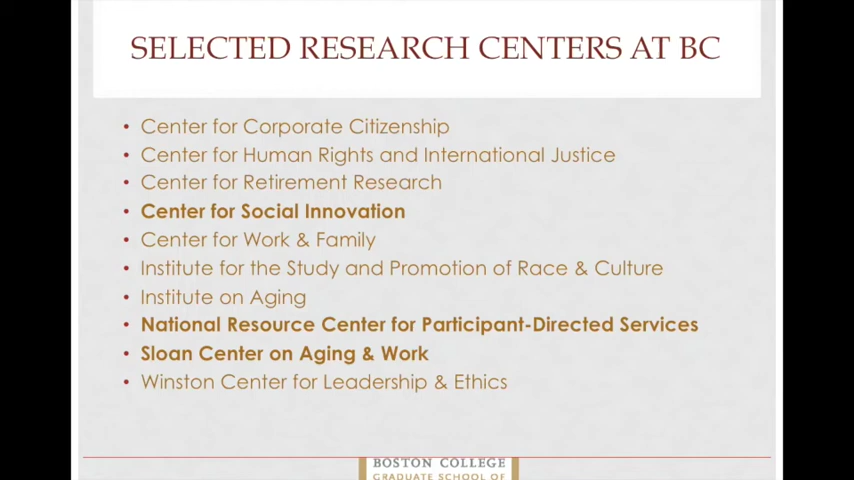 SELECTED RESEARCH CENTERS AT BC
• Center for Corporate Citizenship
• Center for Human Rights and International Justice
• Center for Retirement Research
• Center for Social Innovation
• Center for Work & Family
• Institute for the Study and Promotion of Race & Culture
• Institute on Aging
• National Resource Center for Participant-Directed Services
• Sloan Center on Aging & Work
• Winston Center for Leadership & Ethics
BOSTON COLLEGE
GRADUATE SCHOOL OF